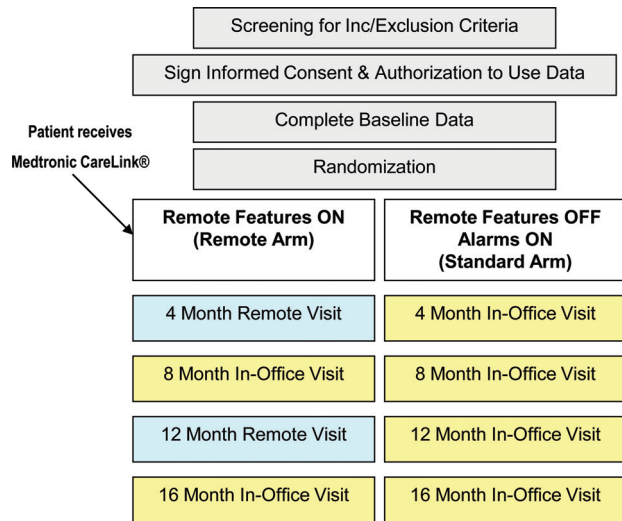 Screening for Inc/Exclusion Criteria
Sign Informed Consent & Authorization to Use Data
Complete Baseline Data
Randomization
Patient receives
Medtronic CareLink®
Remote Features ON
(Remote Arm)
Remote Features OFF
Alarms ON
(Standard Arm)
4 Month Remote Visit
4 Month In-Office Visit
8 Month In-Office Visit
8 Month In-Office Visit
12 Month Remote Visit
12 Month In-Office Visit
16 Month In-Office Visit
16 Month In-Office Visit